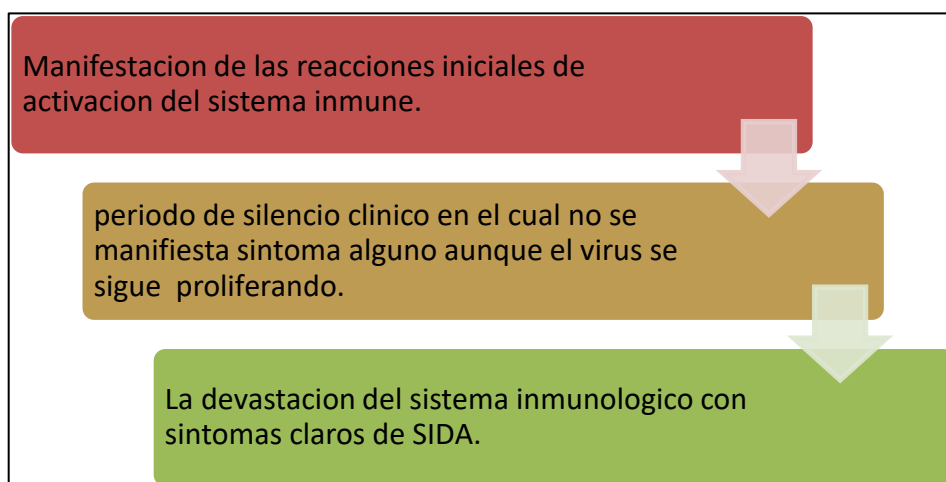 Manifestacion de las reacciones iniciales de
activacion del sistema inmune.
periodo de silencio clinico en el cual no se
manifiesta sintoma alguno aunque el virus se
sigue proliferando.
La devastacion del sistema inmunologico con
sintomas claros de SIDA.